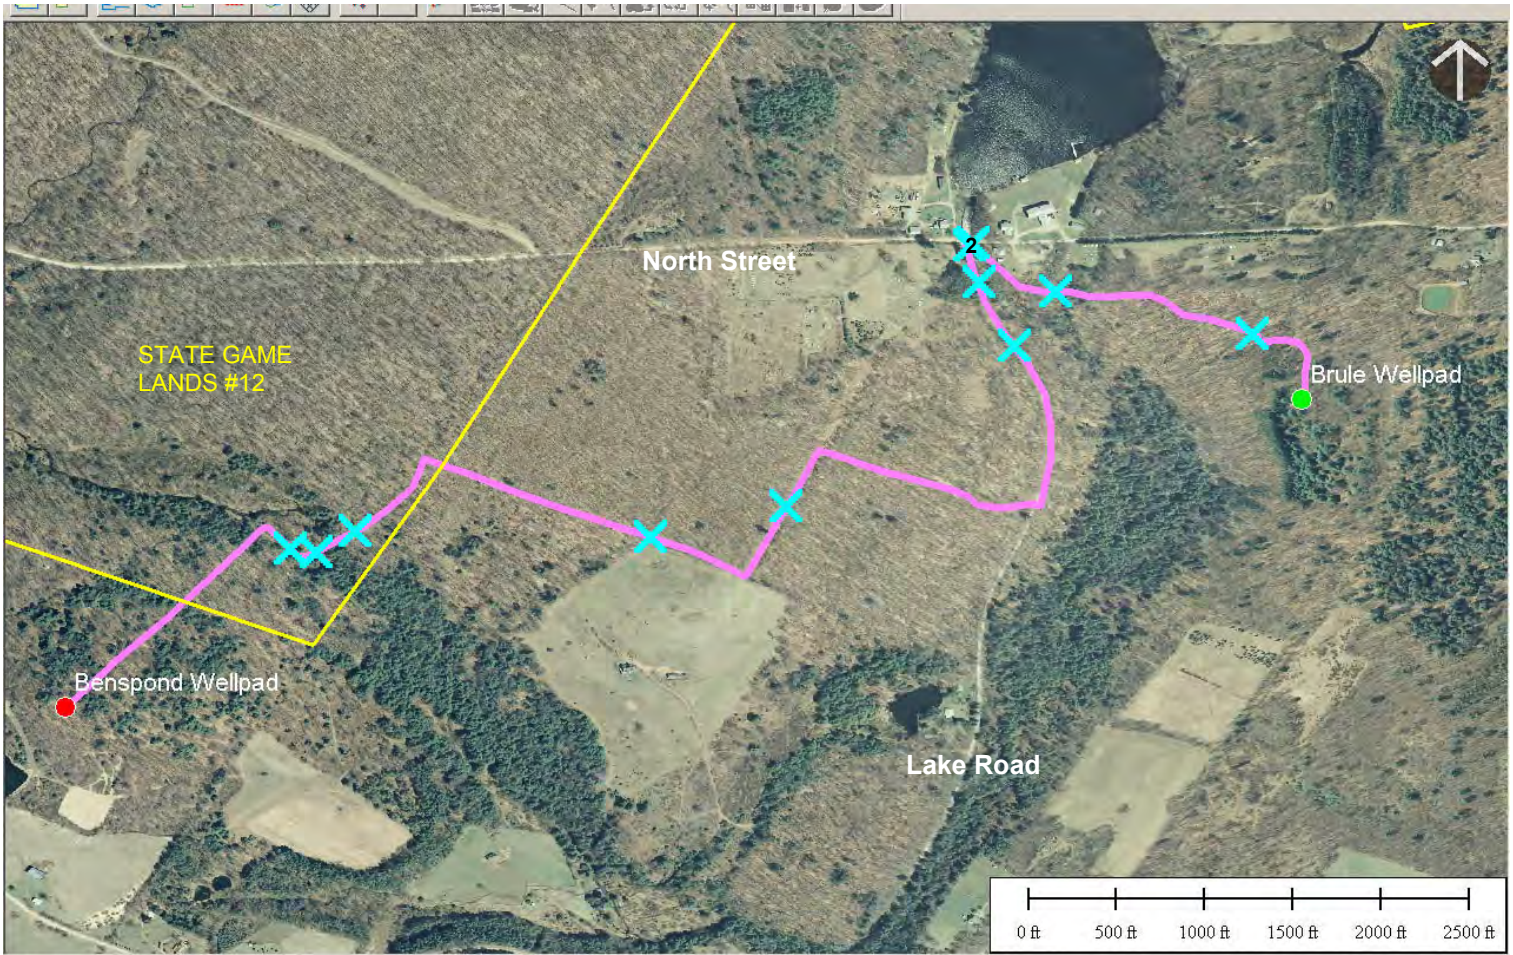 2
North Street
STATE GAME
LANDS #12
Brule Wellpad
Benspond Wellpad
Lake Road
0 ft 500 ft 1000 ft 1500 ft 2000 ft 2500 ft